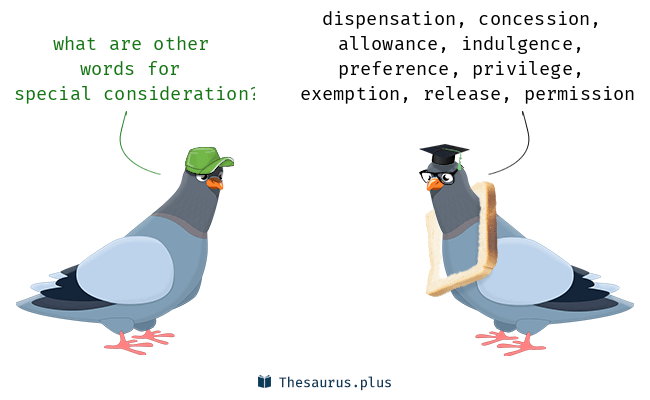 what are other
words for
special consideration?
dispensation, concession,
allowance, indulgence,
preference, privilege,
exemption, release, permission
Thesaurus.plus